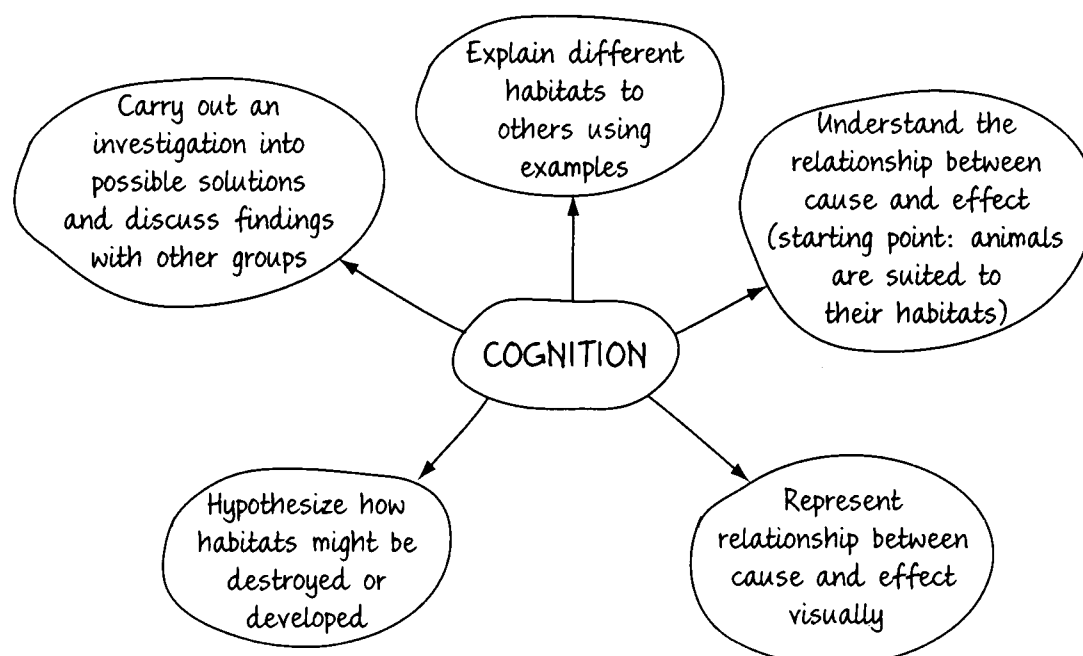 Explain different
habitats to
others using
examples
Carry out an
investigation into
possible solutions
and discuss findings
with other groups
Understand the
relationship between
cause and effect
(starting point: animals
are suited to
their habitats)
COGNITION
Hypothesize how
habitats might be
destroyed or
developed
Represent
relationship between
cause and effect
visually